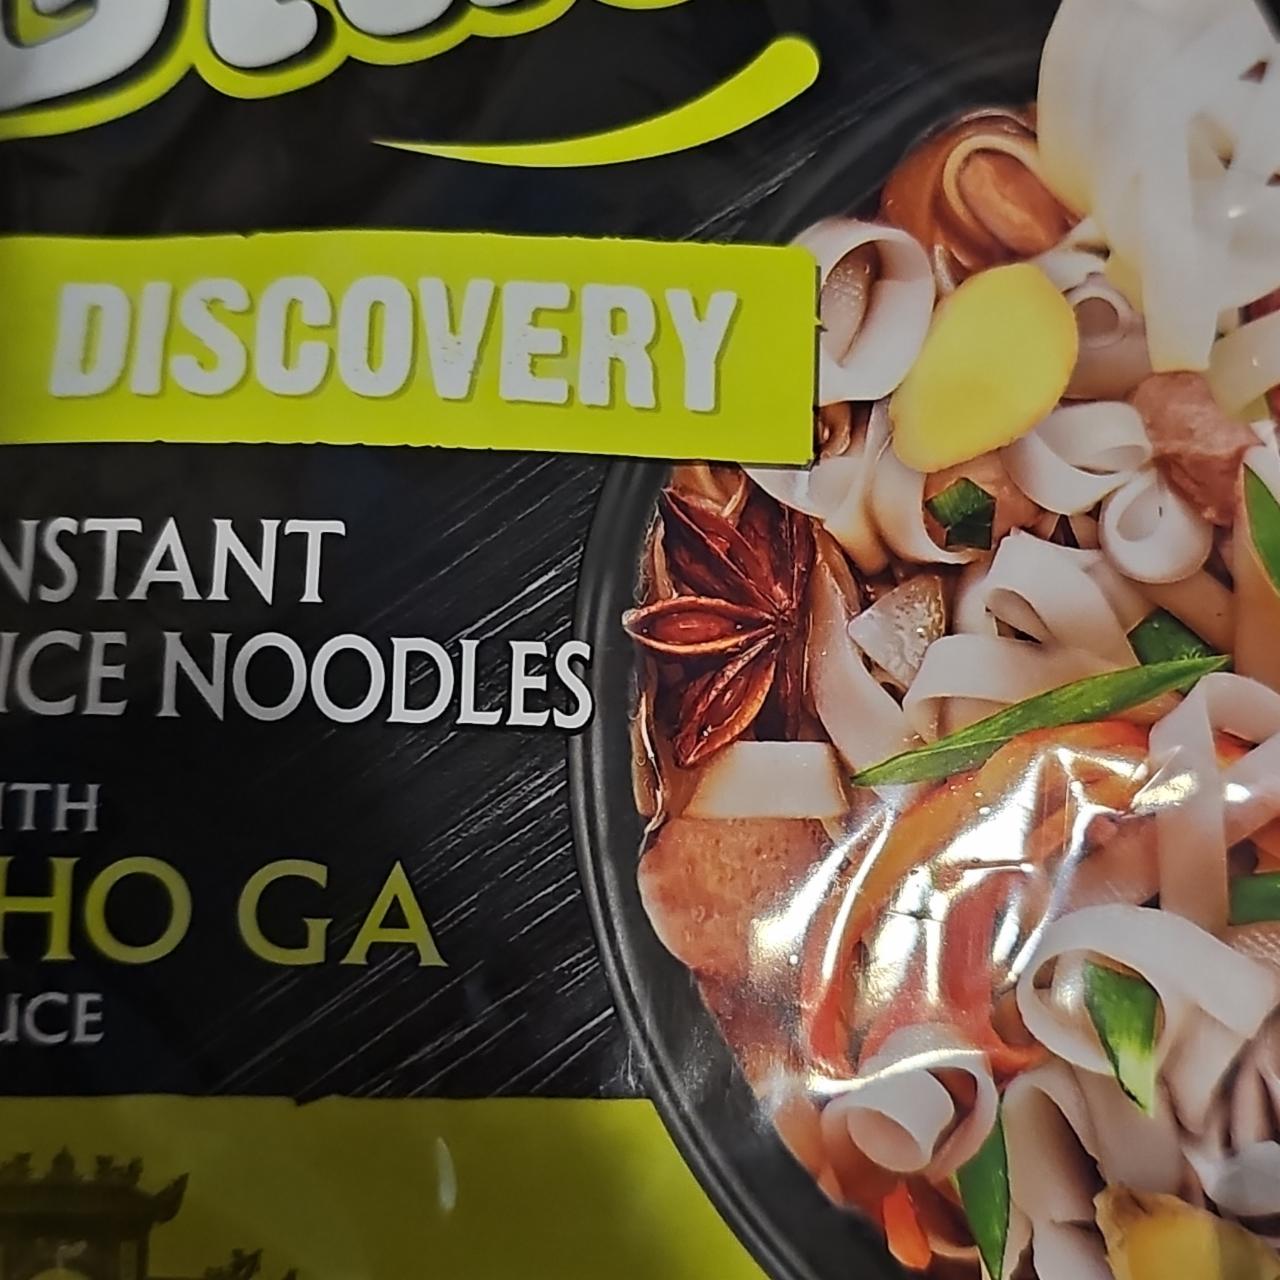 DISCOVERY
NSTANT
ICE NOODLES
ITH
HO GA
UCE